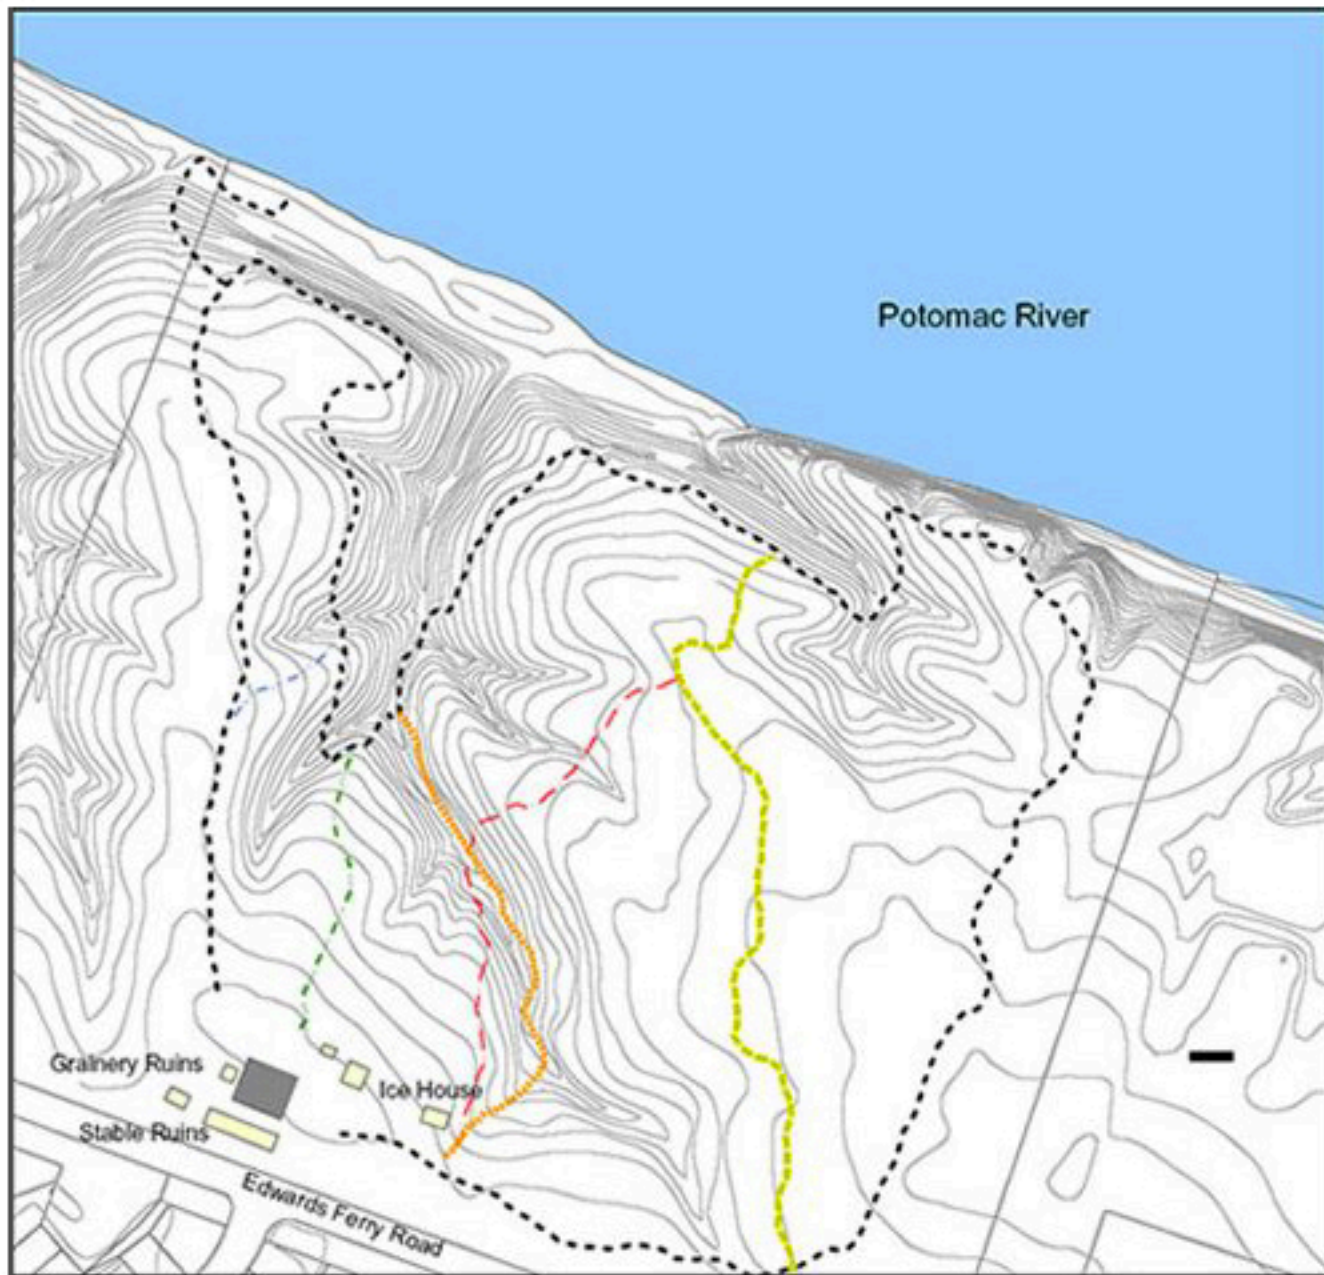 Potomac River
Grainery Ruins
Ice House
Stable Ruins
Edwards Ferry Road